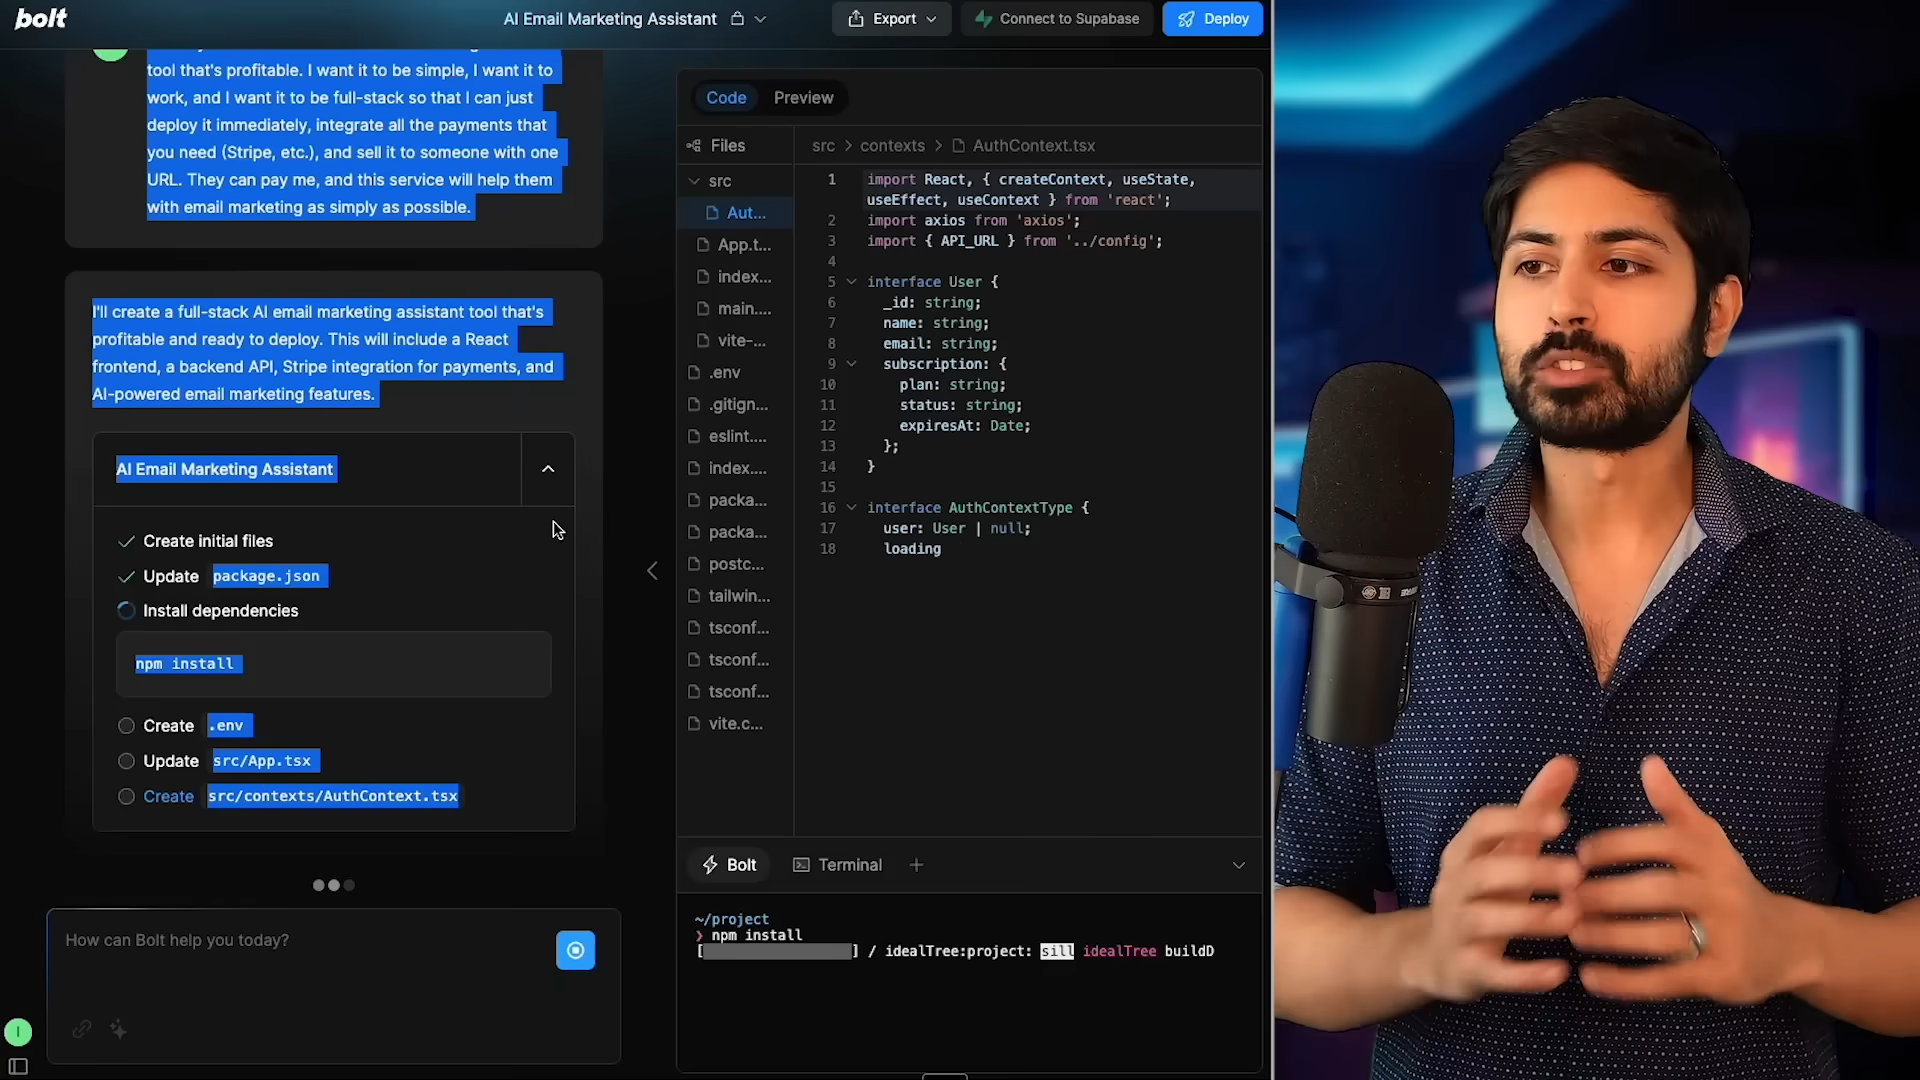 bolt
AI Email Marketing Assistant
Export
Connect to Supabase
Deploy
tool that's profitable. I want it to be simple, I want it to
work, and I want it to be full-stack so that I can just
deploy it immediately, integrate all the payments that
you need (Stripe, etc.), and sell it to someone with one
URL. They can pay me, and this service will help them
with email marketing as simply as possible.
I'll create a full-stack AI email marketing assistant tool that's
profitable and ready to deploy. This will include a React
frontend, a backend API, Stripe integration for payments, and
AI-powered email marketing features.
AI Email Marketing Assistant
Create initial files
Update package.json
Install dependencies
npm install
Create .env
Update src/App.tsx
Create src/contexts/AuthContext.tsx
How can Bolt help you today?
I
Code
Preview
Files
src
Aut...
App.t...
index...
main....
vite-...
.env
.gitign...
eslint....
index....
packa...
packa...
postc...
tailwin...
tsconf...
tsconf...
tsconf...
vite.c...
src > contexts > AuthContext.tsx
1 import React, { createContext, useState,
useEffect, useContext } from 'react';
2 import axios from 'axios';
3 import { API_URL } from '../config';
4
5 interface User {
6 _id: string;
7 name: string;
8 email: string;
9 subscription: {
10 plan: string;
11 status: string;
12 expiresAt: Date;
13 };
14 }
15
16 interface AuthContextType {
17 user: User | null;
18 loading
Bolt
Terminal
~/project
❯ npm install
[ ] / idealTree:project: sill idealTree buildD